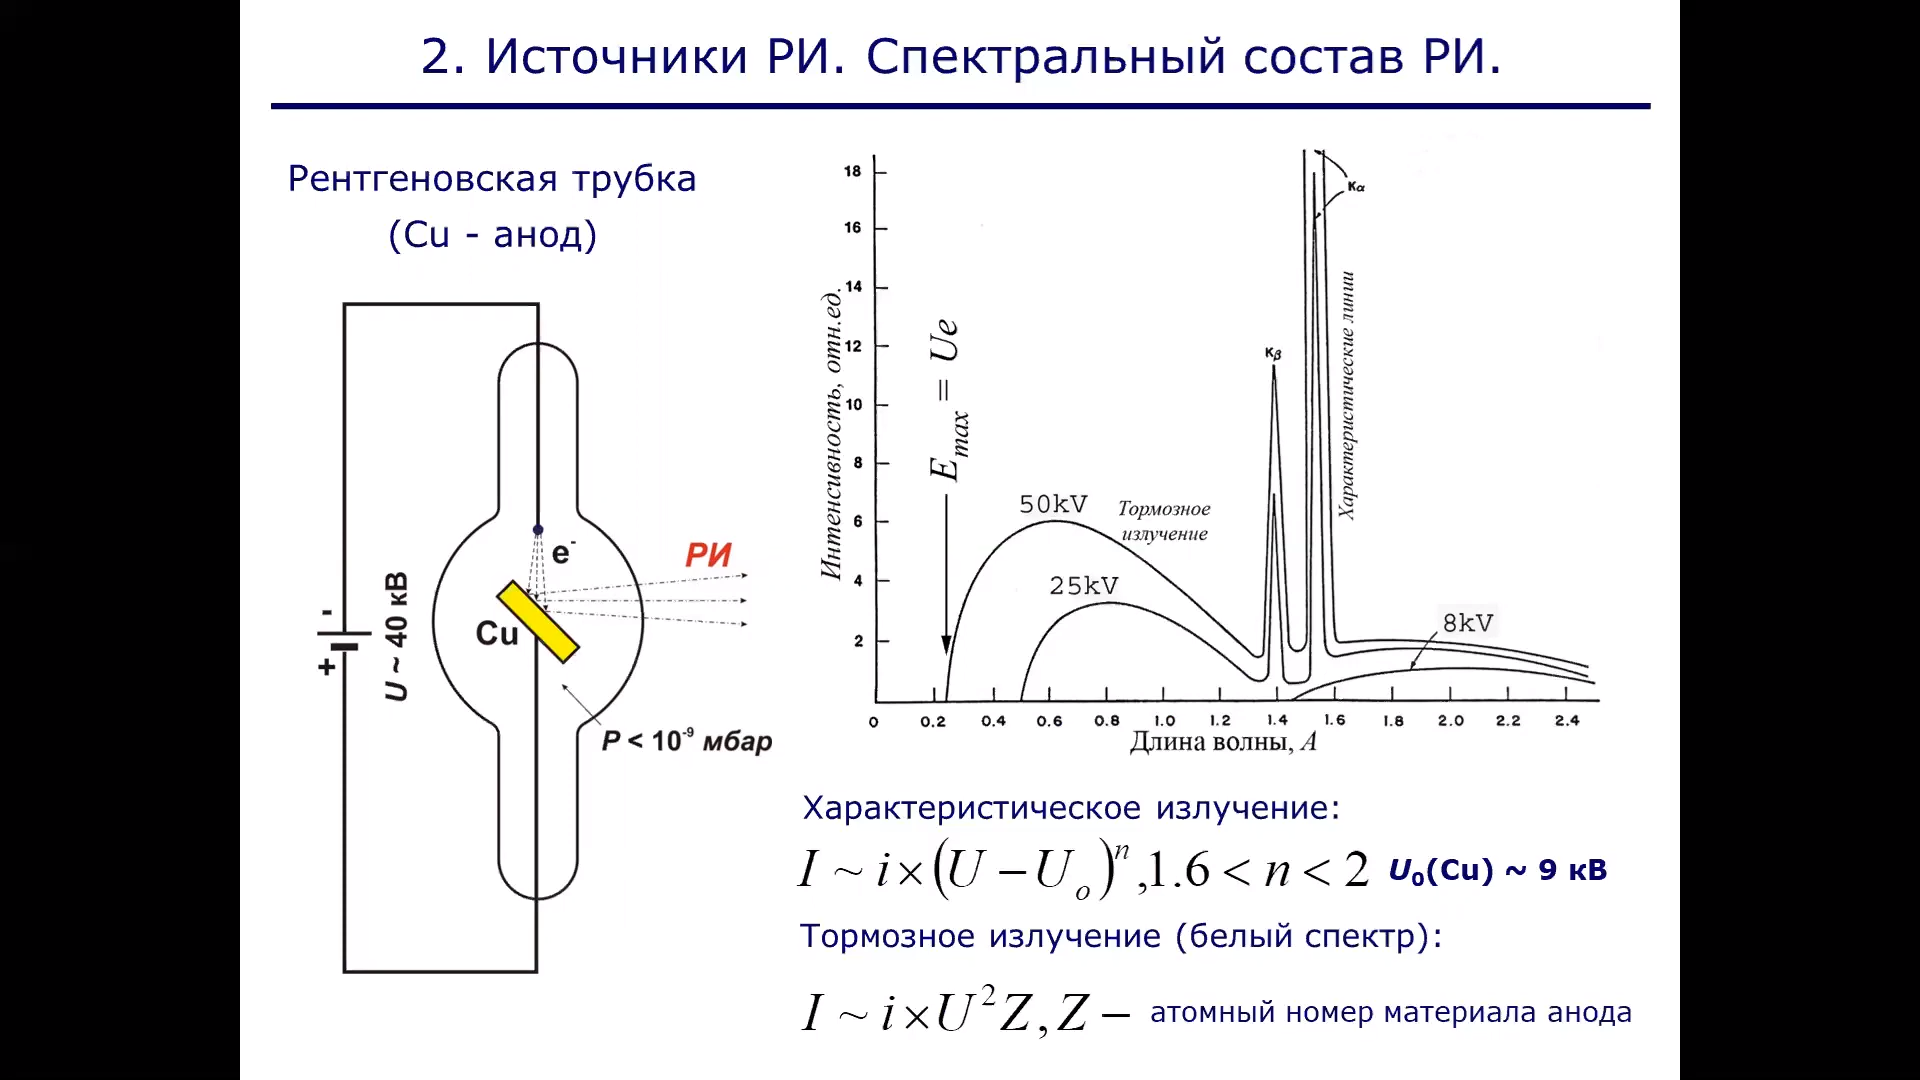 2. Источники РИ. Спектральный состав РИ.
Рентгеновская трубка
(Cu - анод)
-
+
U ~ 40 кВ
e-
Cu
РИ
P < 10-9 мбар
Интенсивность, отн.ед.
18
16
14
12
10
8
6
4
2
Emax = Ue
50kV
Тормозное
излучение
25kV
Kβ
Kα
Характеристические линии
8kV
0 0.2 0.4 0.6 0.8 1.0 1.2 1.4 1.6 1.8 2.0 2.2 2.4
Длина волны, А
Характеристическое излучение:
I ~ i × (U − Uo)n, 1.6 < n < 2 U0(Cu) ~ 9 кВ
Тормозное излучение (белый спектр):
I ~ i × U2Z, Z − атомный номер материала анода